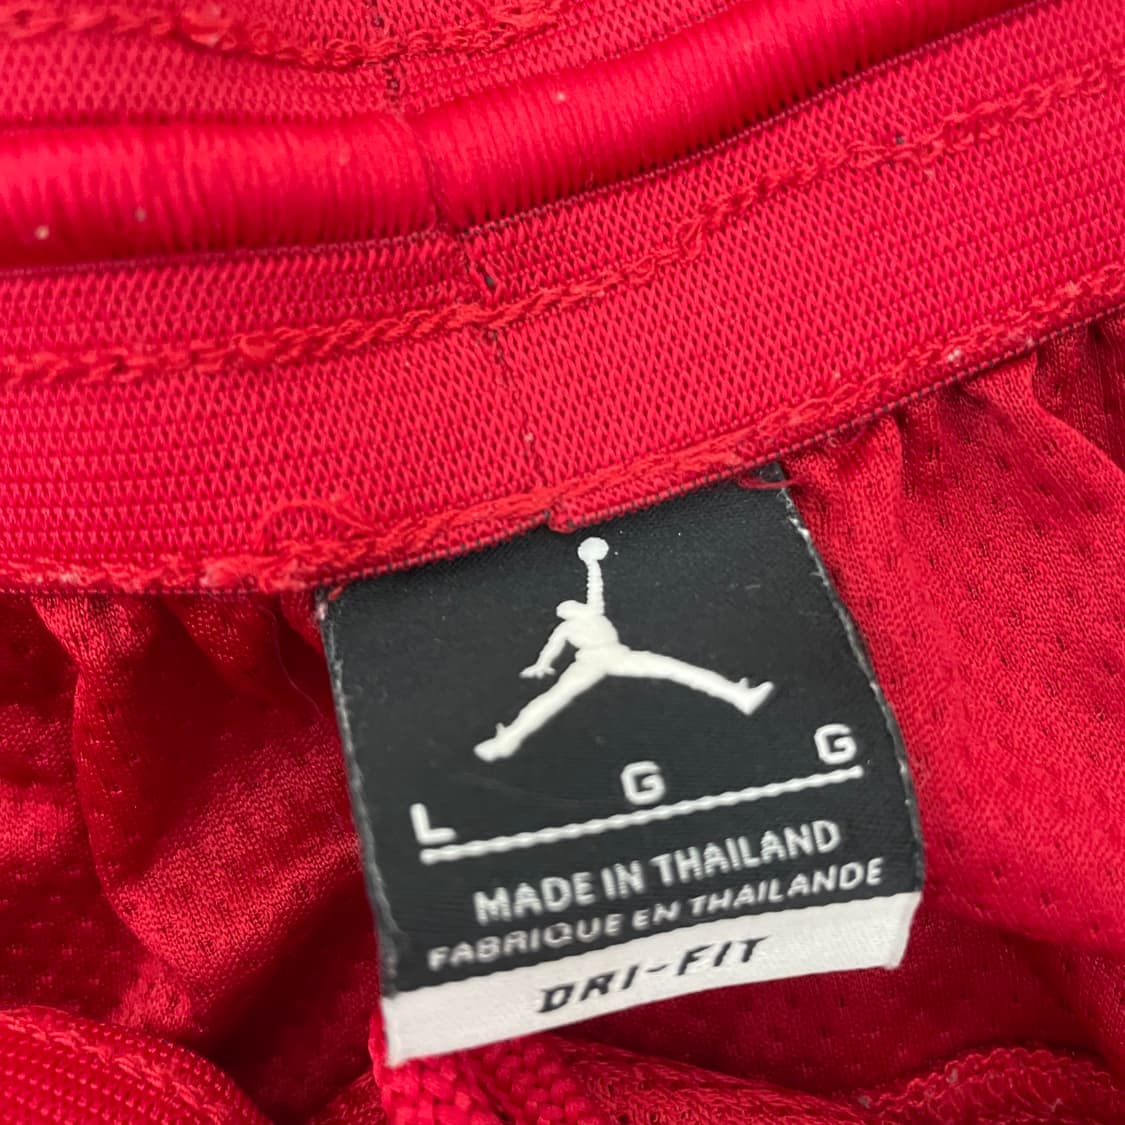 L G G
MADE IN THAILAND
FABRIQUE EN THAILANDE
DRI-FIT